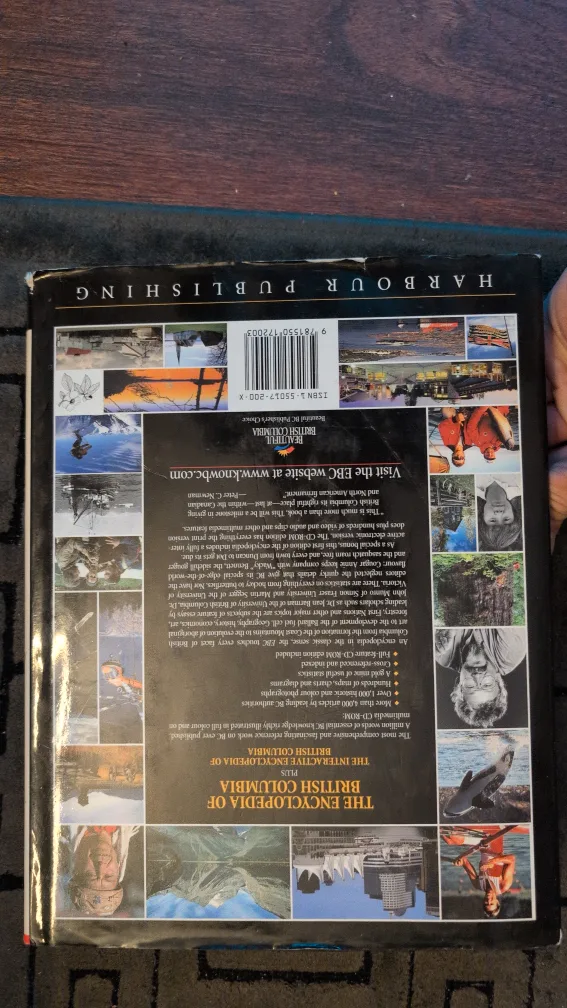 THE ENCYCLOPEDIA OF
BRITISH COLUMBIA
PLUS
THE INTERACTIVE ENCYCLOPEDIA OF
BRITISH COLUMBIA
The most comprehensive and fascinating reference work on BC ever published.
A million words of essential BC knowledge richly illustrated in full colour and on
multimedia CD-ROM:
◆ More than 4,000 articles by leading BC authorities
◆ Over 1,000 historic and colour photographs
◆ Hundreds of maps, charts and diagrams
◆ A gold mine of useful statistics
◆ Cross-referenced and indexed
◆ Full feature CD-ROM edition included
An encyclopedia in the classic sense, the EBC touches every facet of British
Columbia from the formation of the Coast Mountains to the evolution of aboriginal
art to the development of the Ballard fuel cell. Geography, history, economics, art,
forestry, First Nations and other major topics are the subjects of feature essays by
leading scholars such as Dr. Jean Barman of the University of British Columbia, Dr.
John Munro of Simon Fraser University and Martin Segger of the University of
Victoria. There are statistics on everything from hockey to butterflies. Nor have the
editors neglected the quirky details that give BC its special edge-of-the-world
flavour: Cougar Annie keeps company with "Wacky" Bennett, the oddball guru
and the sasquatch roam free, and every town from Duncan to Dog gets its due.
As a special bonus, this first edition of the encyclopedia includes a fully inter-
active electronic version. The CD-ROM edition has everything the print version
does plus hundreds of video and audio clips and other multimedia features.
"This is much more than a book. This will be a milestone in giving
British Columbia its rightful place—at last—within the Canadian
and North American firmament." —Peter C. Newman
Visit the EBC website at www.knowbc.com
BEAUTIFUL
BRITISH COLUMBIA
Beautiful BC Publisher's Choice
ISBN 1-55017-200-X
9 781550 172003
HARBOUR PUBLISHING